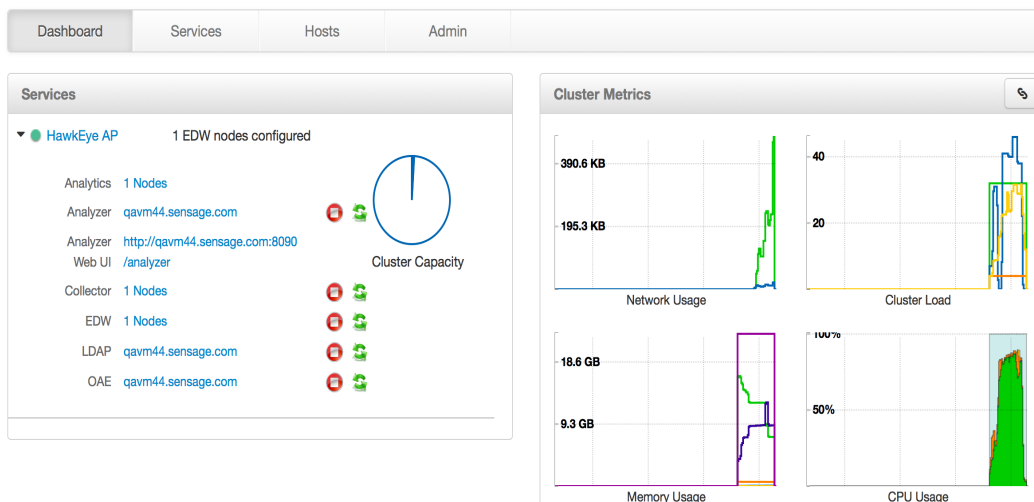 Dashboard Services Hosts Admin
Services
HawkEye AP 1 EDW nodes configured
Analytics 1 Nodes
Analyzer qavm44.sensage.com
Analyzer http://qavm44.sensage.com:8090
Web UI /analyzer
Cluster Capacity
Collector 1 Nodes
EDW 1 Nodes
LDAP qavm44.sensage.com
OAE qavm44.sensage.com
Cluster Metrics
390.6 KB
195.3 KB
Network Usage
40
20
Cluster Load
18.6 GB
9.3 GB
Memory Usage
100%
50%
CPU Usage